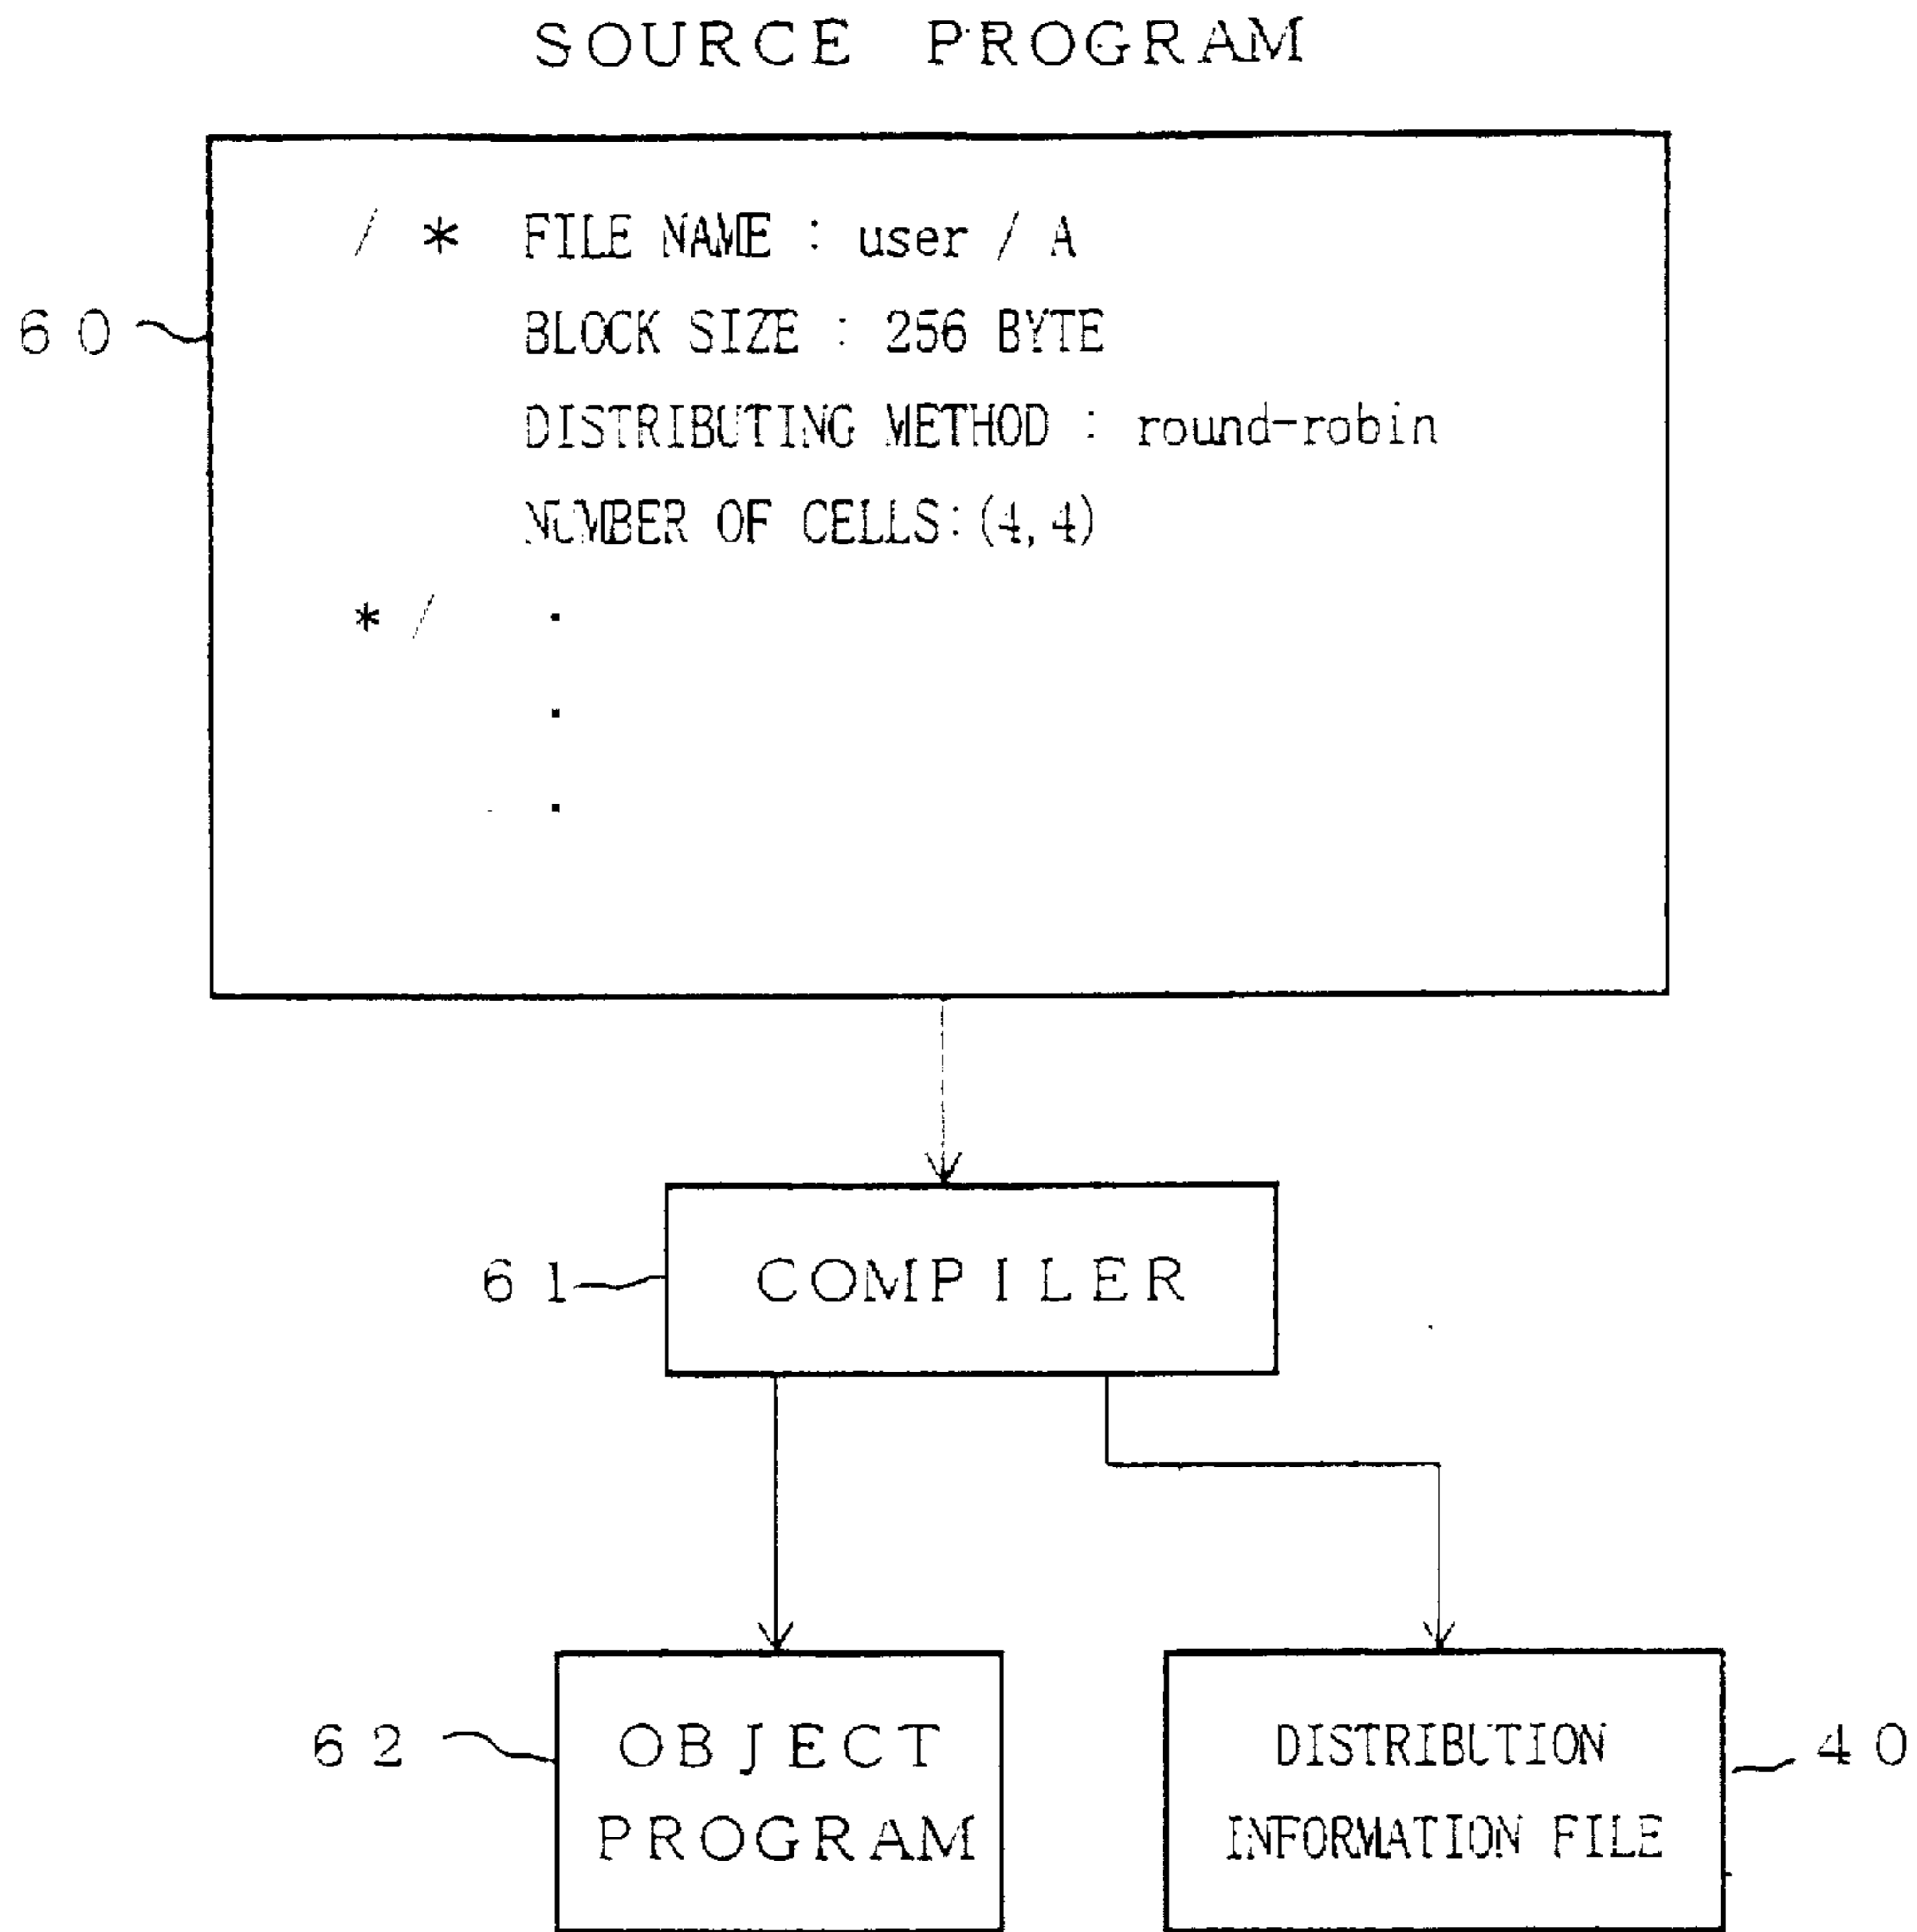 SOURCE PROGRAM
/ * FILE NAME : user / A
60
BLOCK SIZE : 256 BYTE
DISTRIBUTING METHOD : round-robin
NUMBER OF CELLS:(4,4)
* / .
.
.
61
COMPILER
62
OBJECT
PROGRAM
DISTRIBUTION
INFORMATION FILE
40